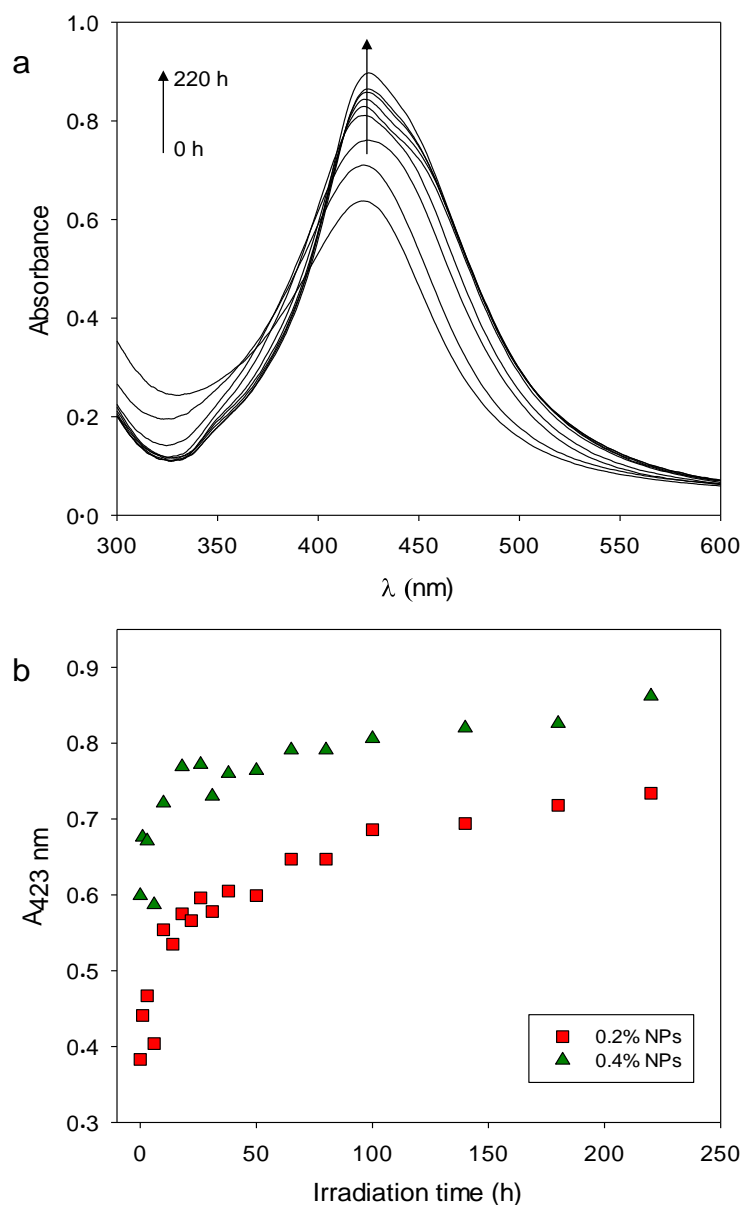 a
220 h
0 h
1.0
0.8
0.6
0.4
0.2
0·0
Absorbance
300 350 400 450 500 550 600
λ (nm)
b
0·9
0·8
0·7
0·6
0·5
0·4
0·3
A423 nm
0.2% NPs
0.4% NPs
0 50 100 150 200 250
Irradiation time (h)